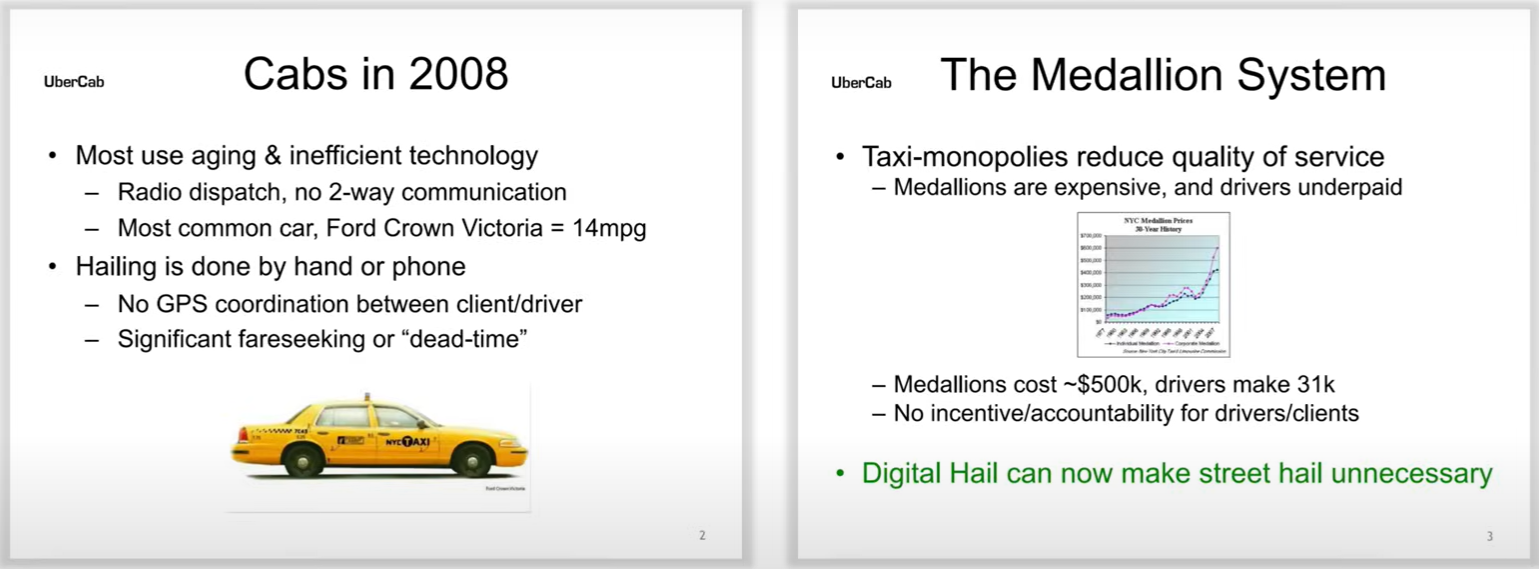 UberCab
Cabs in 2008
• Most use aging & inefficient technology
– Radio dispatch, no 2-way communication
– Most common car, Ford Crown Victoria = 14mpg
• Hailing is done by hand or phone
– No GPS coordination between client/driver
– Significant fareseeking or “dead-time”
NYC TAXI
Ford Crown Victoria
2
UberCab
The Medallion System
• Taxi-monopolies reduce quality of service
– Medallions are expensive, and drivers underpaid
NYC Medallion Prices
30-Year History
$700,000
$600,000
$500,000
$400,000
$300,000
$200,000
$100,000
$0
Individual Medallion Corporate Medallion
Source: New York City Taxi & Limousine Commission
– Medallions cost ~$500k, drivers make 31k
– No incentive/accountability for drivers/clients
• Digital Hail can now make street hail unnecessary
3